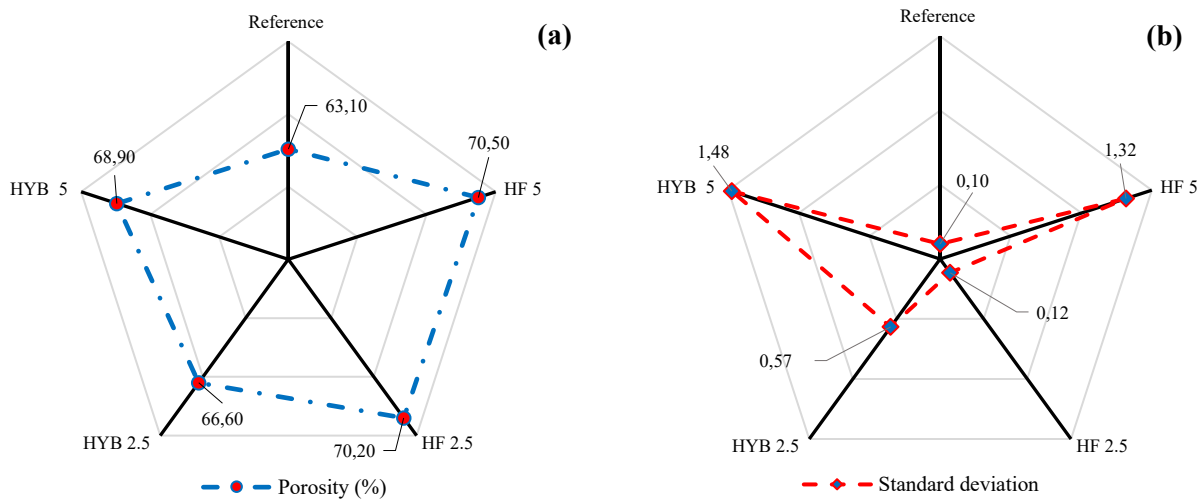 Reference
(a)
63,10
70,50
68,90
HYB 5
HF 5
66,60
HYB 2.5
70,20
HF 2.5
Porosity (%)
Reference
(b)
1,48
1,32
HYB 5
HF 5
0,10
0,12
0,57
HYB 2.5
HF 2.5
Standard deviation